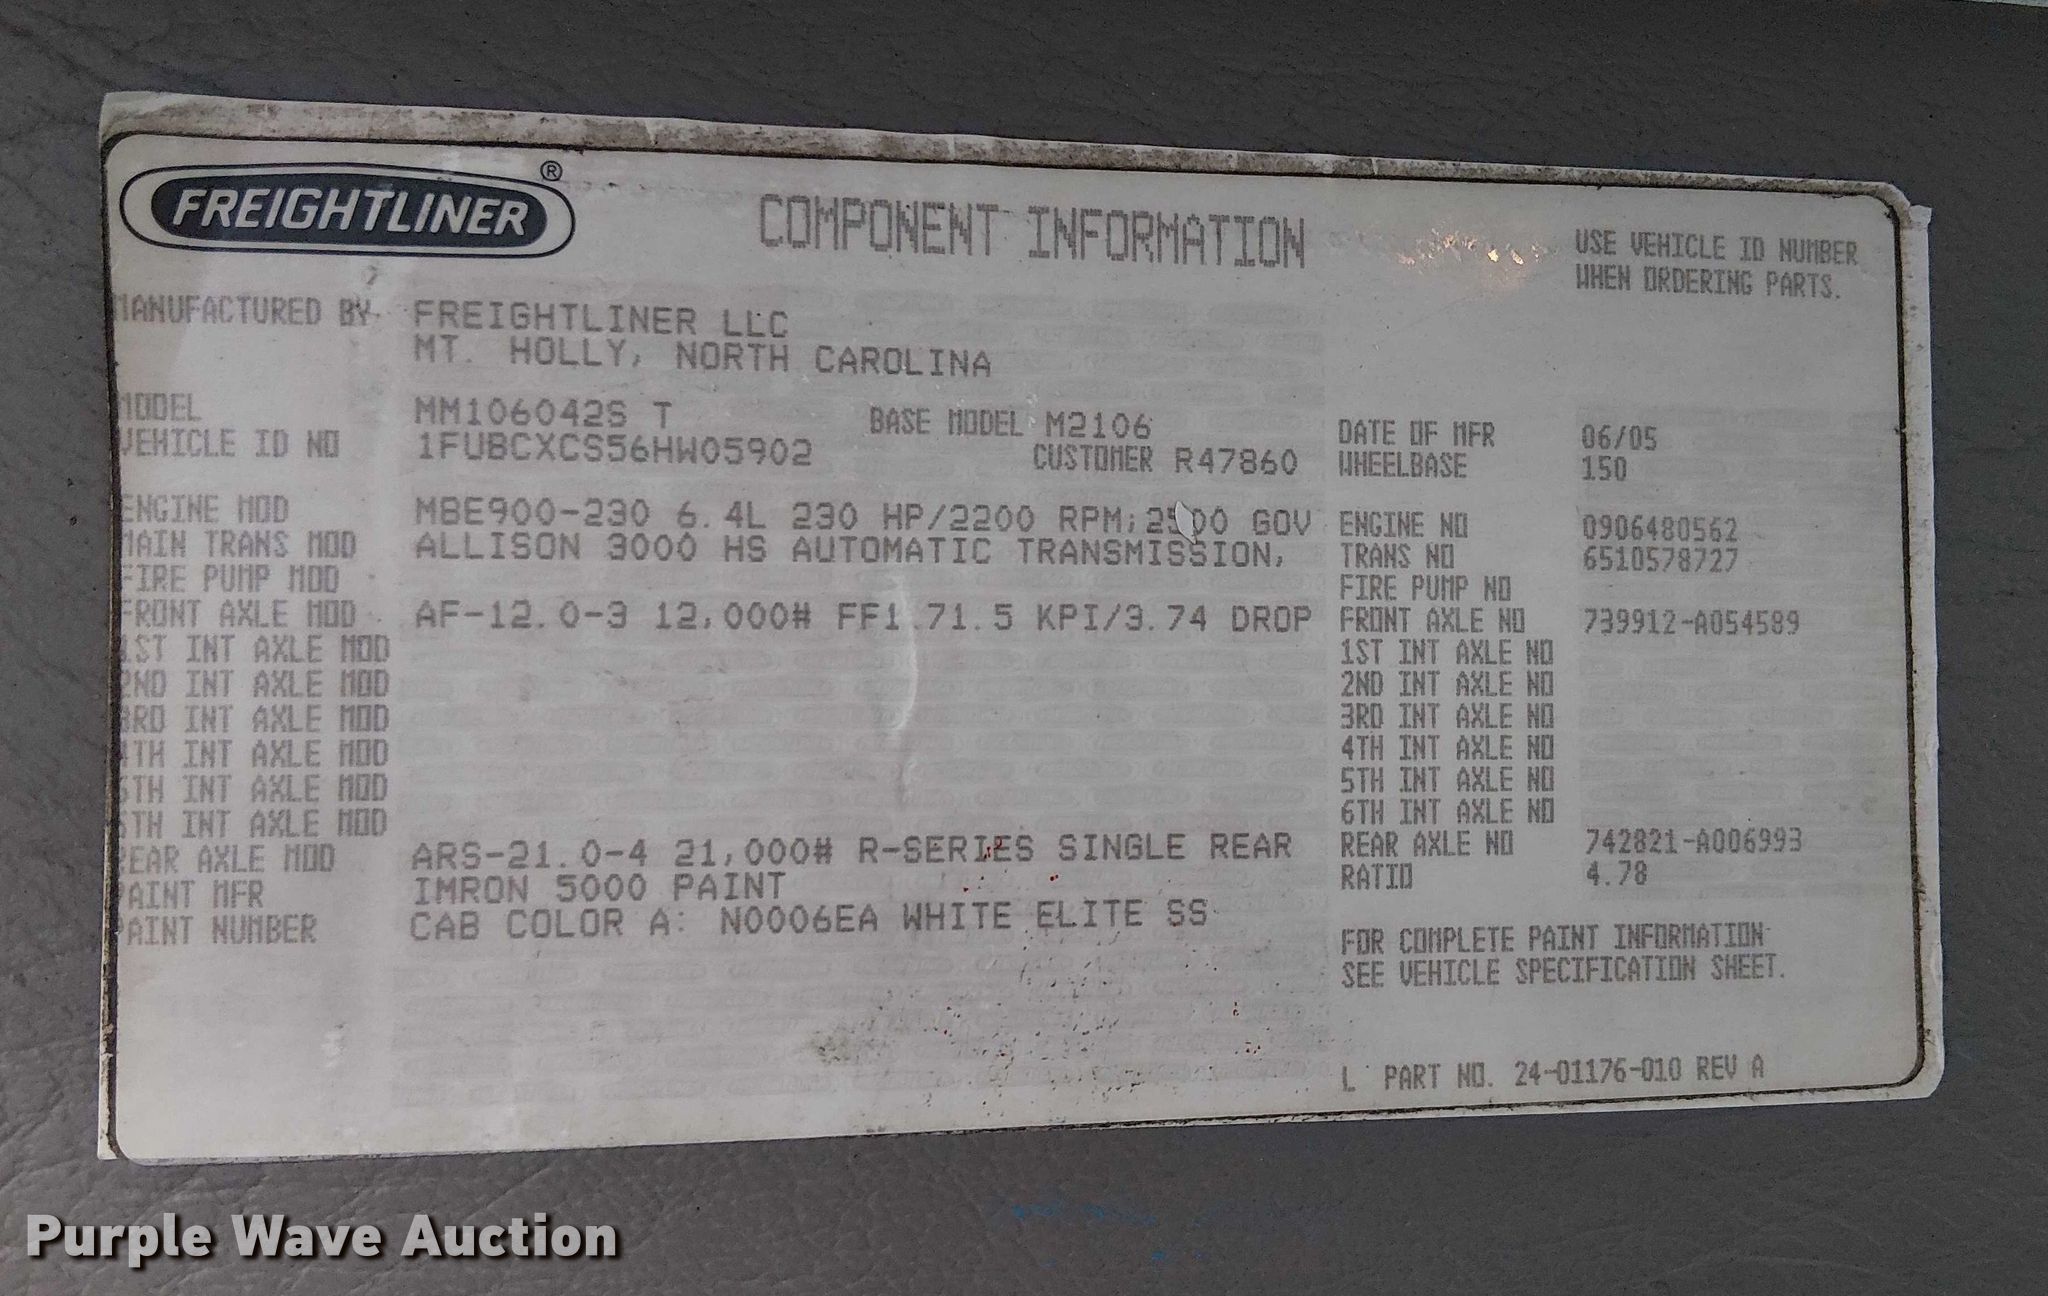 FREIGHTLINER ®
COMPONENT INFORMATION
USE VEHICLE ID NUMBER
WHEN ORDERING PARTS.
MANUFACTURED BY FREIGHTLINER LLC
MT. HOLLY, NORTH CAROLINA
MODEL MM106042S T BASE MODEL M2106 DATE OF MFR 06/05
VEHICLE ID NO 1FUBCXCS56HW05902 CUSTOMER R47860 WHEELBASE 150
ENGINE MOD MBE900-230 6.4L 230 HP/2200 RPM; 2500 GOV ENGINE NO 0906480562
MAIN TRANS MOD ALLISON 3000 HS AUTOMATIC TRANSMISSION, TRANS NO 6510578727
FIRE PUMP MOD FIRE PUMP NO
FRONT AXLE MOD AF-12.0-3 12,000# FF1 71.5 KPI/3.74 DROP FRONT AXLE NO 739912-A054589
1ST INT AXLE MOD 1ST INT AXLE NO
2ND INT AXLE MOD 2ND INT AXLE NO
3RD INT AXLE MOD 3RD INT AXLE NO
4TH INT AXLE MOD 4TH INT AXLE NO
5TH INT AXLE MOD 5TH INT AXLE NO
6TH INT AXLE MOD 6TH INT AXLE NO
REAR AXLE MOD ARS-21.0-4 21,000# R-SERIES SINGLE REAR REAR AXLE NO 742821-A006993
PAINT MFR IMRON 5000 PAINT RATIO 4.78
PAINT NUMBER CAB COLOR A: N0006EA WHITE ELITE SS
FOR COMPLETE PAINT INFORMATION
SEE VEHICLE SPECIFICATION SHEET.
L PART NO. 24-01176-010 REV A
Purple Wave Auction